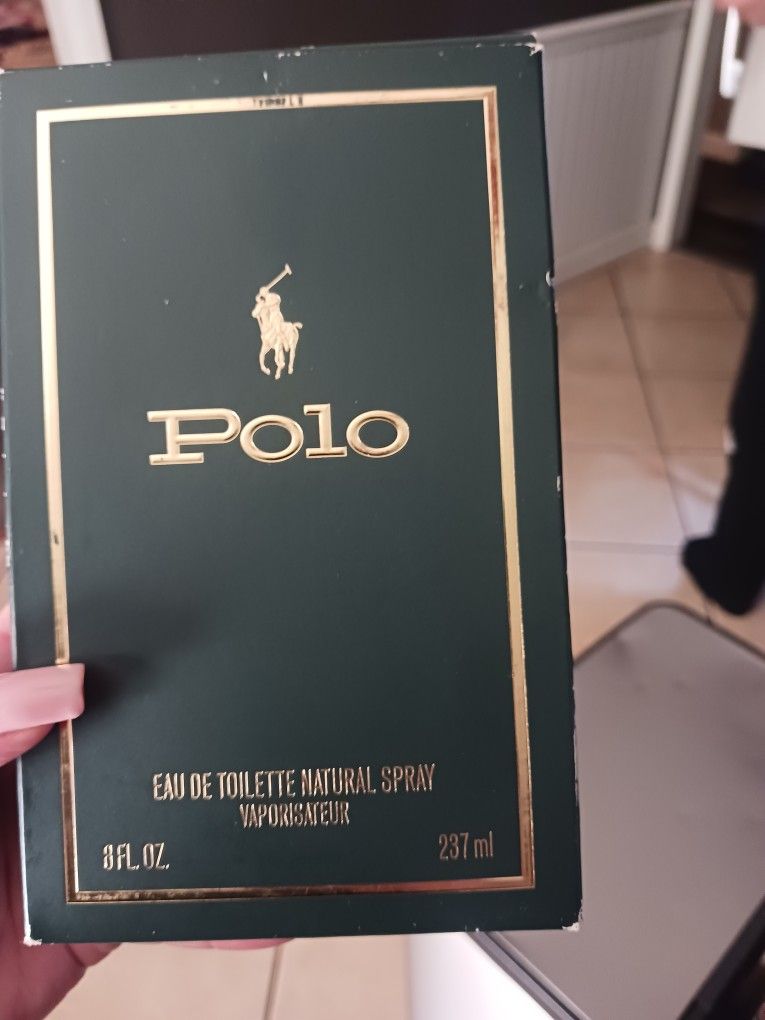 Polo
EAU DE TOILETTE NATURAL SPRAY
VAPORISATEUR
8 FL. OZ.
237 ml